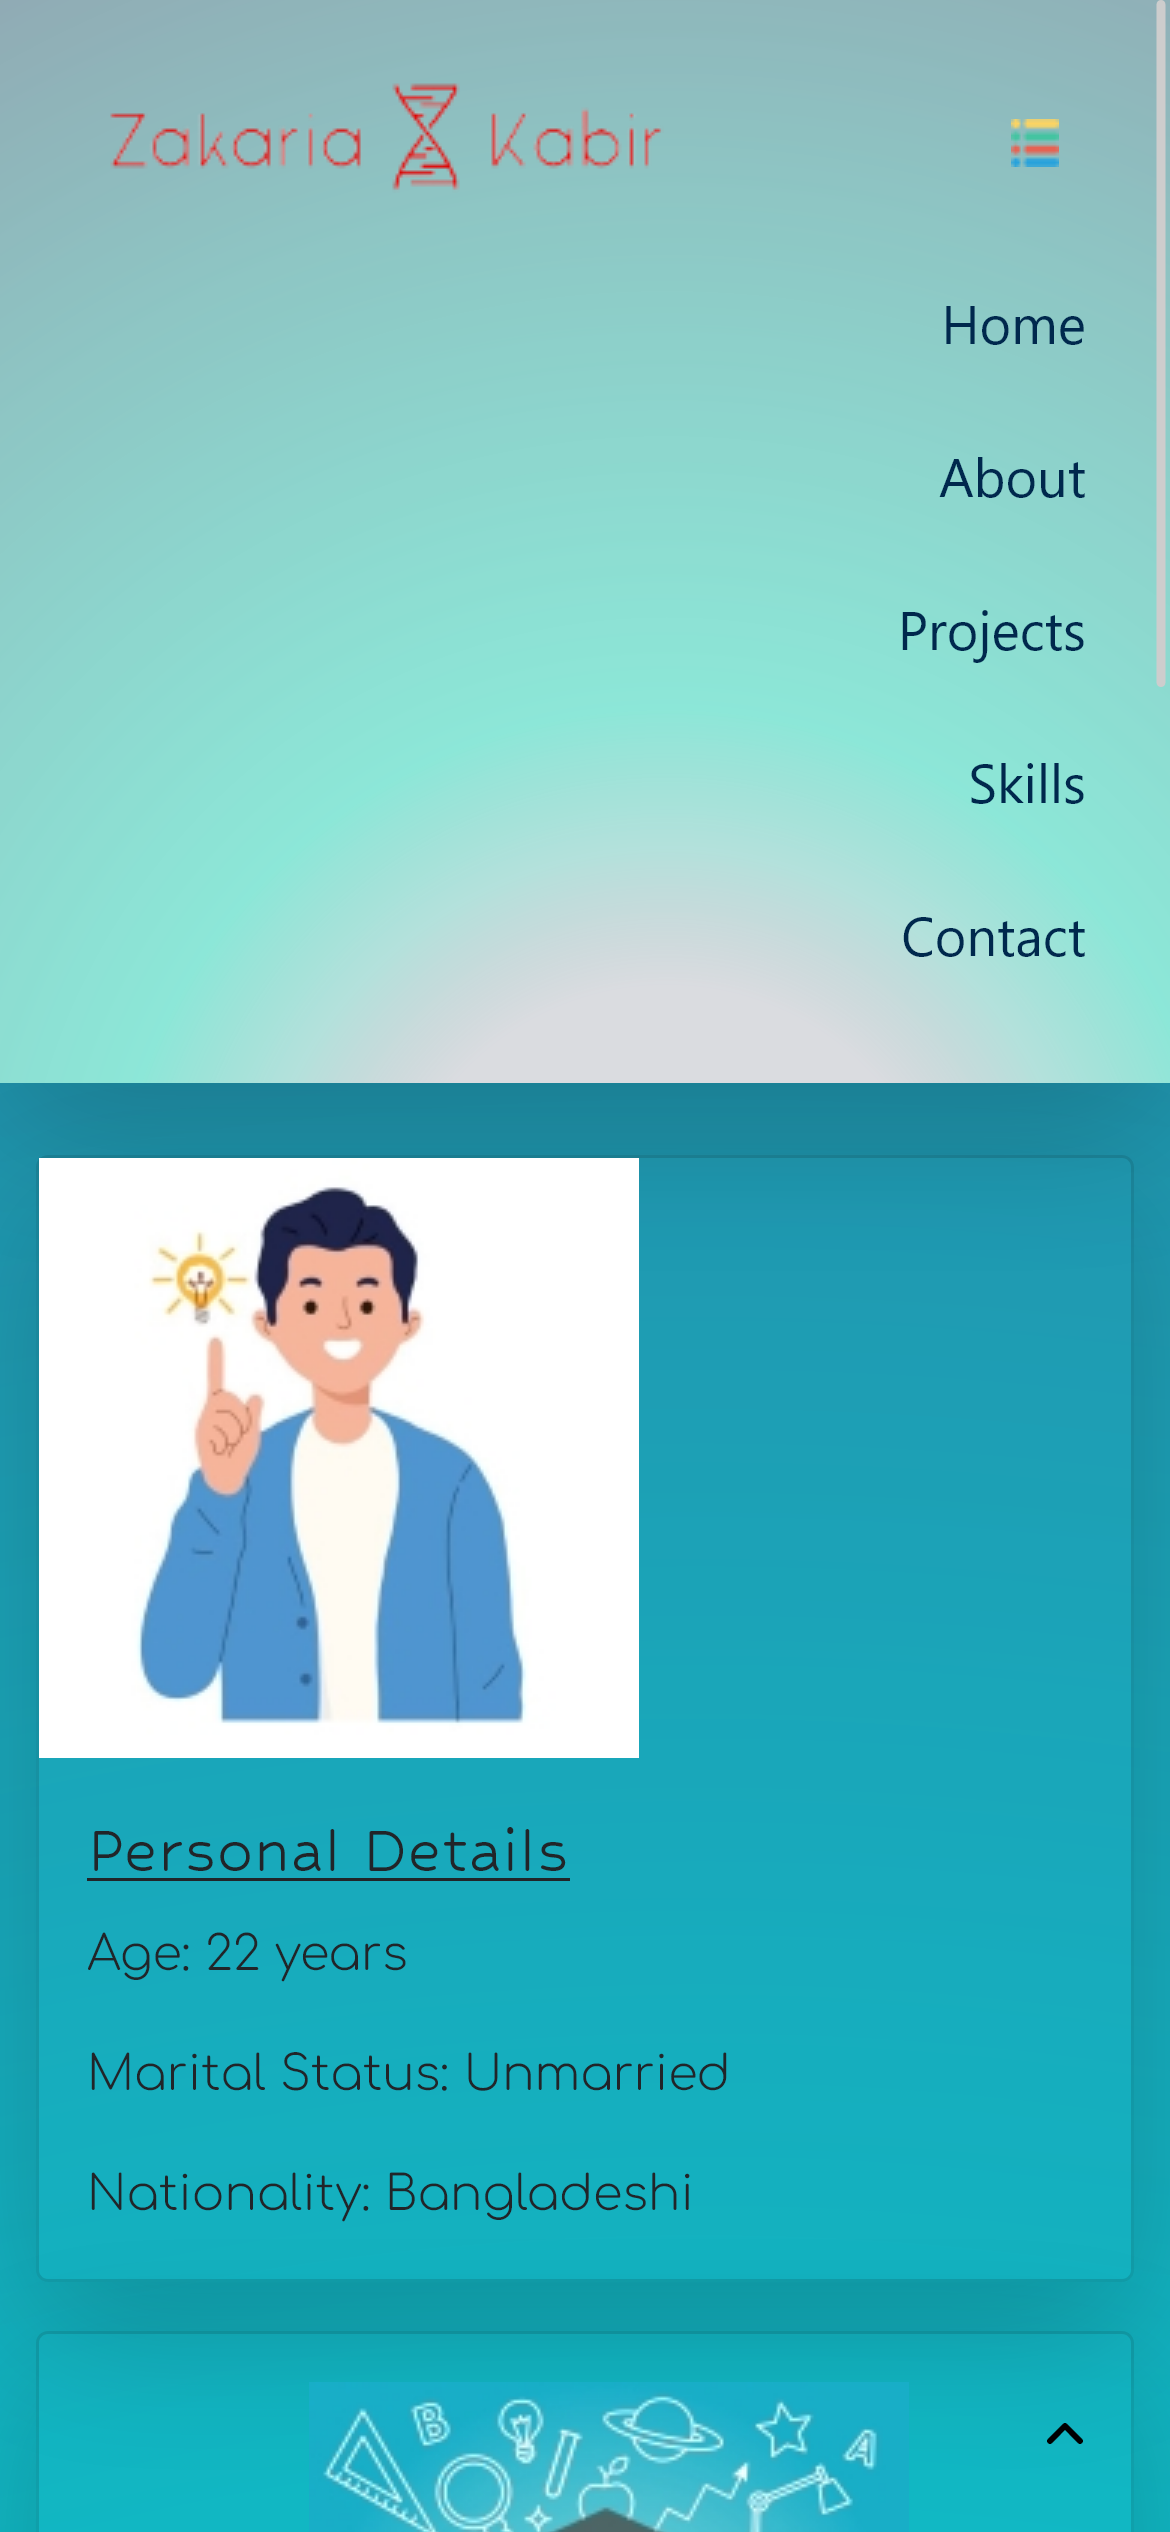 Zakaria Kabir
Home
About
Projects
Skills
Contact
Personal Details
Age: 22 years
Marital Status: Unmarried
Nationality: Bangladeshi
B
A